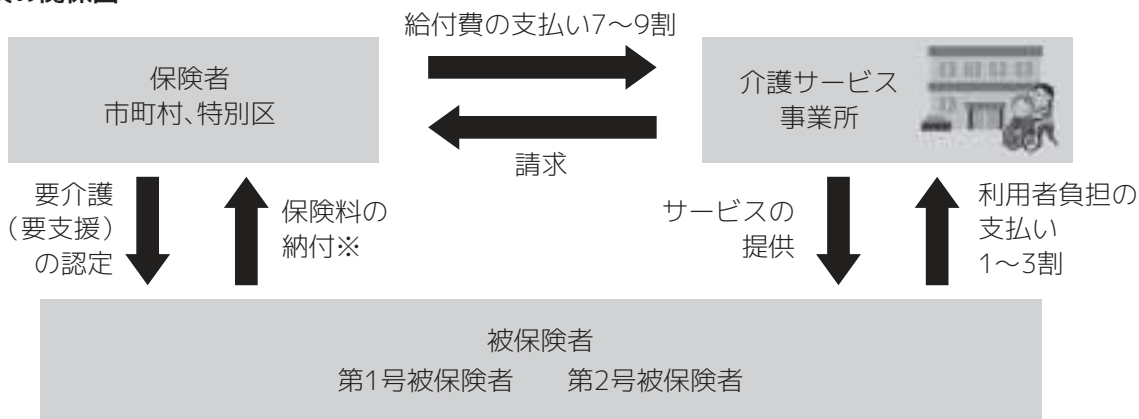 給付費の支払い7～9割
保険者
市町村、特別区
介護サービス
事業所
請求
要介護
（要支援）
の認定
保険料の
納付※
サービスの
提供
利用者負担の
支払い
1～3割
被保険者
第1号被保険者　　第2号被保険者